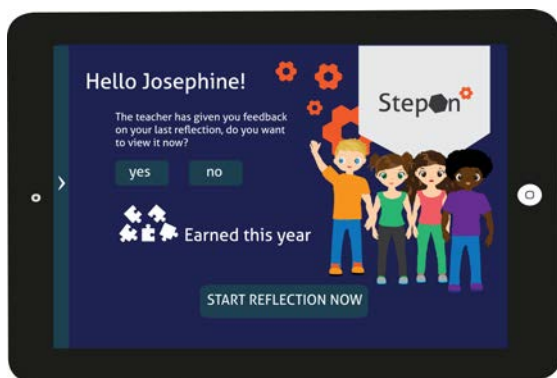 Hello Josephine!
StepOn
The teacher has given you feedback
on your last reflection, do you want
to view it now?
yes no
Earned this year
START REFLECTION NOW